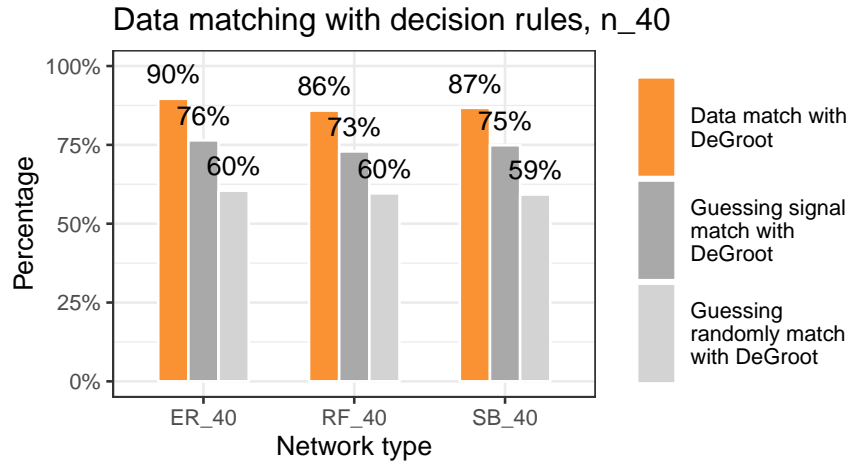 Data matching with decision rules, n_40
Percentage
100%
75%
50%
25%
0%
90%
76%
60%
86%
73%
60%
87%
75%
59%
ER_40
RF_40
SB_40
Network type
Data match with
DeGroot
Guessing signal
match with
DeGroot
Guessing
randomly match
with DeGroot